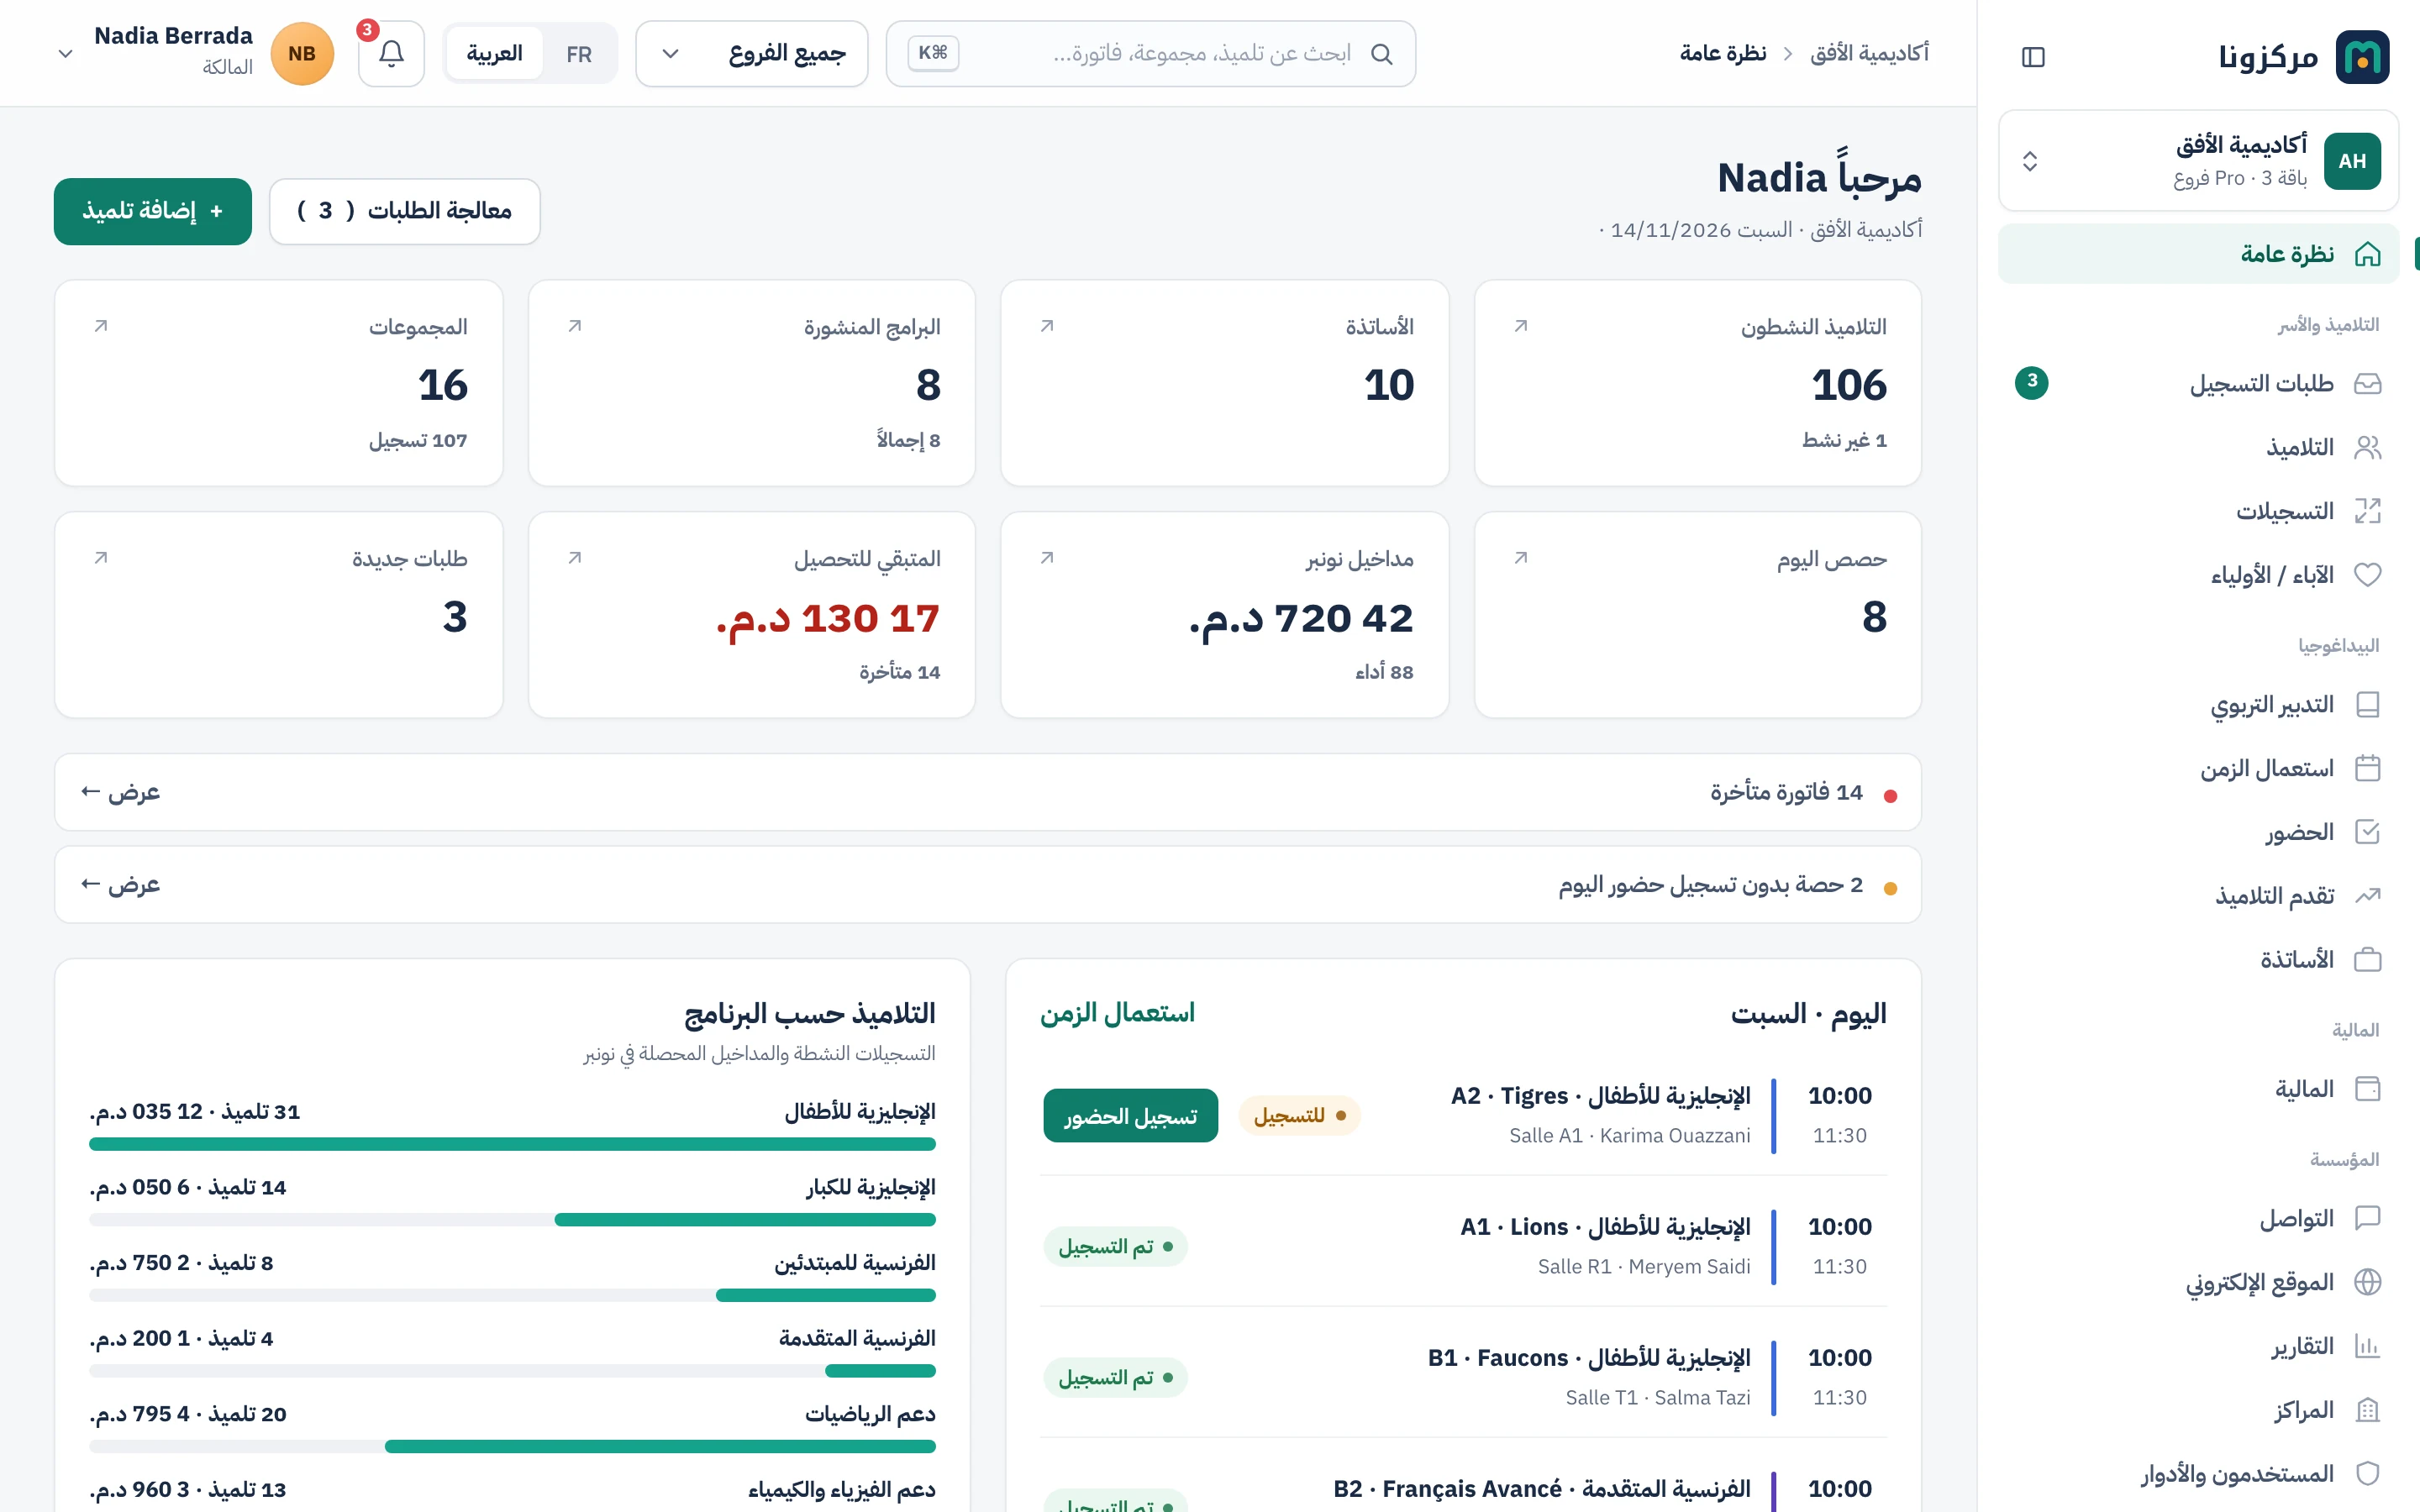 مركزونا
AH
أكاديمية الأفق
باقة Pro · 3 فروع
نظرة عامة
التلاميذ والأسر
طلبات التسجيل
3
التلاميذ
التسجيلات
الآباء / الأولياء
البيداغوجيا
التدبير التربوي
استعمال الزمن
الحضور
تقدم التلاميذ
الأساتذة
المالية
المالية
المؤسسة
التواصل
الموقع الإلكتروني
التقارير
المراكز
المستخدمون والأدوار
أكاديمية الأفق
نظرة عامة
ابحث عن تلميذ، مجموعة، فاتورة...
⌘K
جميع الفروع
FR
العربية
3
NB
Nadia Berrada
المالكة
مرحباً Nadia
أكاديمية الأفق · السبت 14/11/2026 ·
معالجة الطلبات ( 3 )
+ إضافة تلميذ
التلاميذ النشطون
106
1 غير نشط
الأساتذة
10
البرامج المنشورة
8
8 إجمالاً
المجموعات
16
107 تسجيل
حصص اليوم
8
مداخيل نونبر
42 720 د.م.
88 أداء
المتبقي للتحصيل
17 130 د.م.
14 متأخرة
طلبات جديدة
3
14 فاتورة متأخرة
عرض ←
2 حصة بدون تسجيل حضور اليوم
عرض ←
اليوم · السبت
استعمال الزمن
10:00
11:30
الإنجليزية للأطفال · A2 · Tigres
Salle A1 · Karima Ouazzani
للتسجيل
تسجيل الحضور
10:00
11:30
الإنجليزية للأطفال · A1 · Lions
Salle R1 · Meryem Saidi
تم التسجيل
10:00
11:30
الإنجليزية للأطفال · B1 · Faucons
Salle T1 · Salma Tazi
تم التسجيل
10:00
الفرنسية المتقدمة · B2 · Français Avancé
تم التسجيل
التلاميذ حسب البرنامج
التسجيلات النشطة والمداخيل المحصلة في نونبر
الإنجليزية للأطفال
31 تلميذ · 12 035 د.م.
الإنجليزية للكبار
14 تلميذ · 6 050 د.م.
الفرنسية للمبتدئين
8 تلميذ · 2 750 د.م.
الفرنسية المتقدمة
4 تلميذ · 1 200 د.م.
دعم الرياضيات
20 تلميذ · 4 795 د.م.
دعم الفيزياء والكيمياء
13 تلميذ · 3 960 د.م.